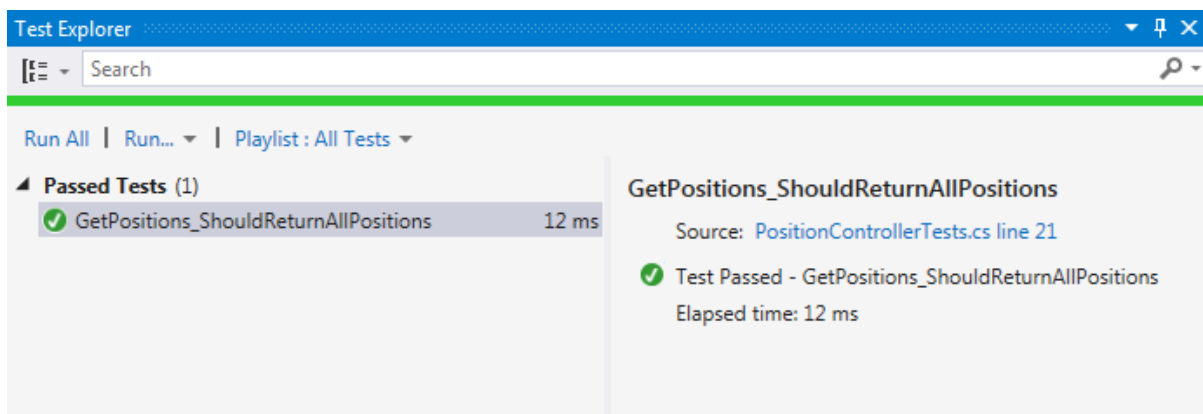 Test Explorer
Search
Run All | Run... | Playlist : All Tests
Passed Tests (1)
GetPositions_ShouldReturnAllPositions 12 ms
GetPositions_ShouldReturnAllPositions
Source: PositionControllerTests.cs line 21
Test Passed - GetPositions_ShouldReturnAllPositions
Elapsed time: 12 ms